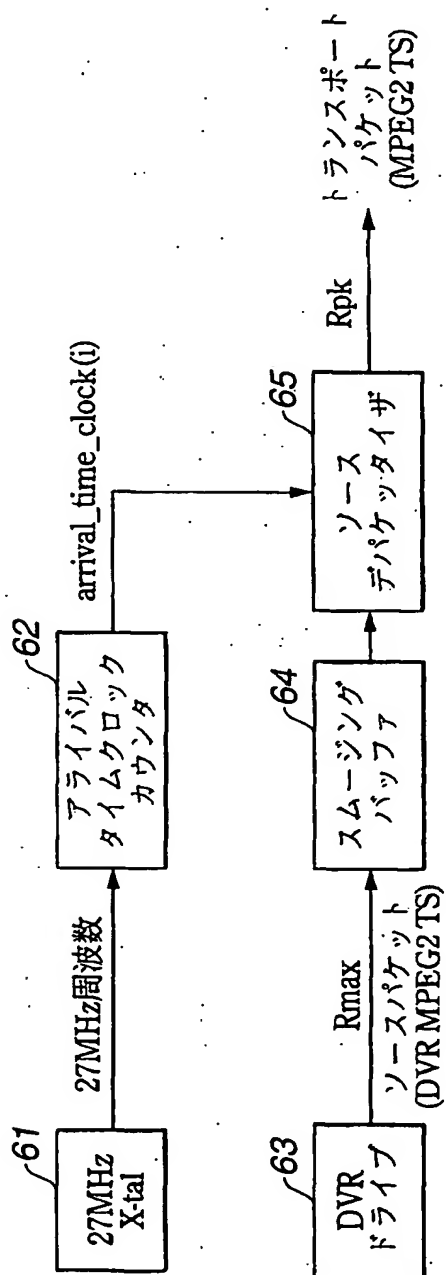 61
27MHz
X-tal
27MHz周波数
62
アライバル
タイムクロック
カウンタ
arrival_time_clock(i)
63
DVR
ドライブ
Rmax
ソースパケット
(DVR MPEG2 TS)
64
スムージング
バッファ
65
ソース
デパケッタイザ
Rpk
トランスポート
パケット
(MPEG2 TS)